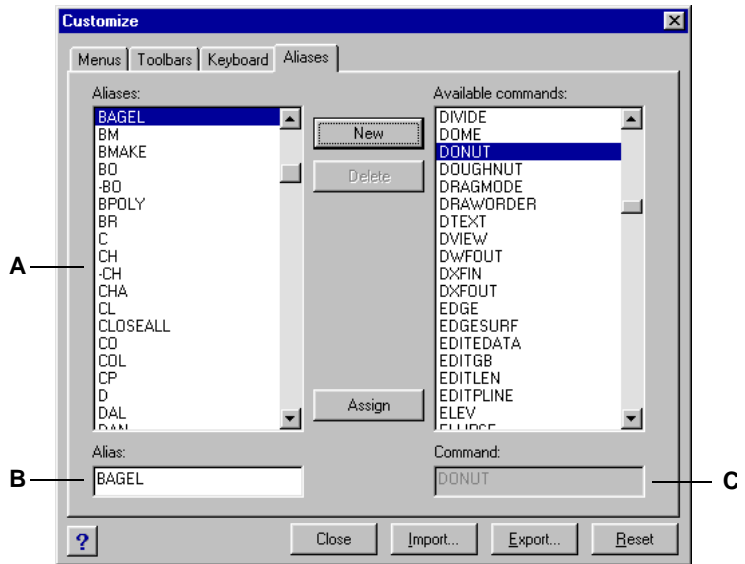 Customize
Menus Toolbars Keyboard Aliases
Aliases:
BAGEL
BM
BMAKE
BO
-BO
BPOLY
BR
C
CH
-CH
CHA
CL
CLOSEALL
CO
COL
CP
D
DAL
DAN
New
Delete
Assign
Available commands:
DIVIDE
DOME
DONUT
DOUGHNUT
DRAGMODE
DRAWORDER
DTEXT
DVIEW
DWFOUT
DXFIN
DXFOUT
EDGE
EDGESURF
EDITEDATA
EDITGB
EDITLEN
EDITPLINE
ELEV
ELLIPSE
A
Alias:
B
BAGEL
Command:
DONUT
C
?
Close Import... Export... Reset